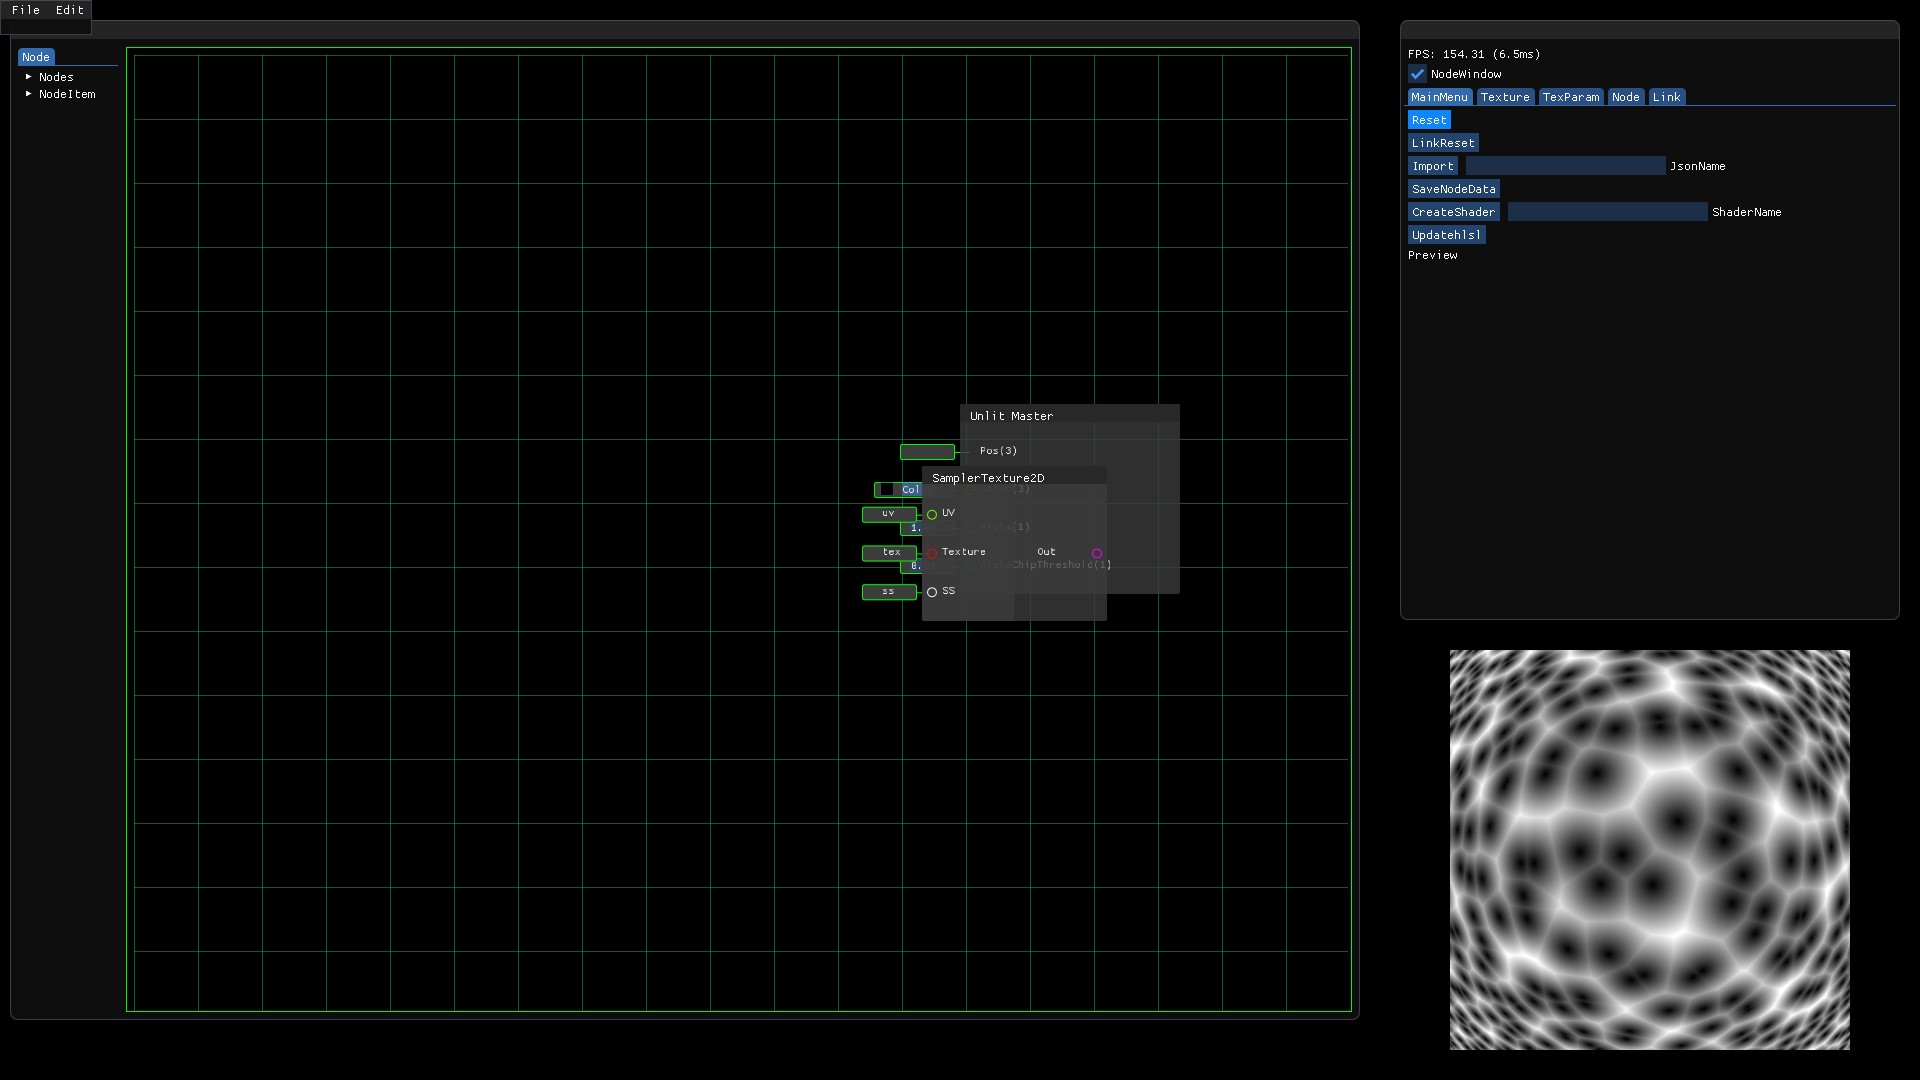 File Edit
Node
Nodes
NodeItem
Unlit Master
Pos(3)
SamplerTexture2D
Col
uv UV
1.
tex Texture Out
0. AlphaChipThreshold(1)
ss SS
FPS: 154.31 (6.5ms)
NodeWindow
MainMenu Texture TexParam Node Link
Reset
LinkReset
Import JsonName
SaveNodeData
CreateShader ShaderName
Updatehlsl
Preview